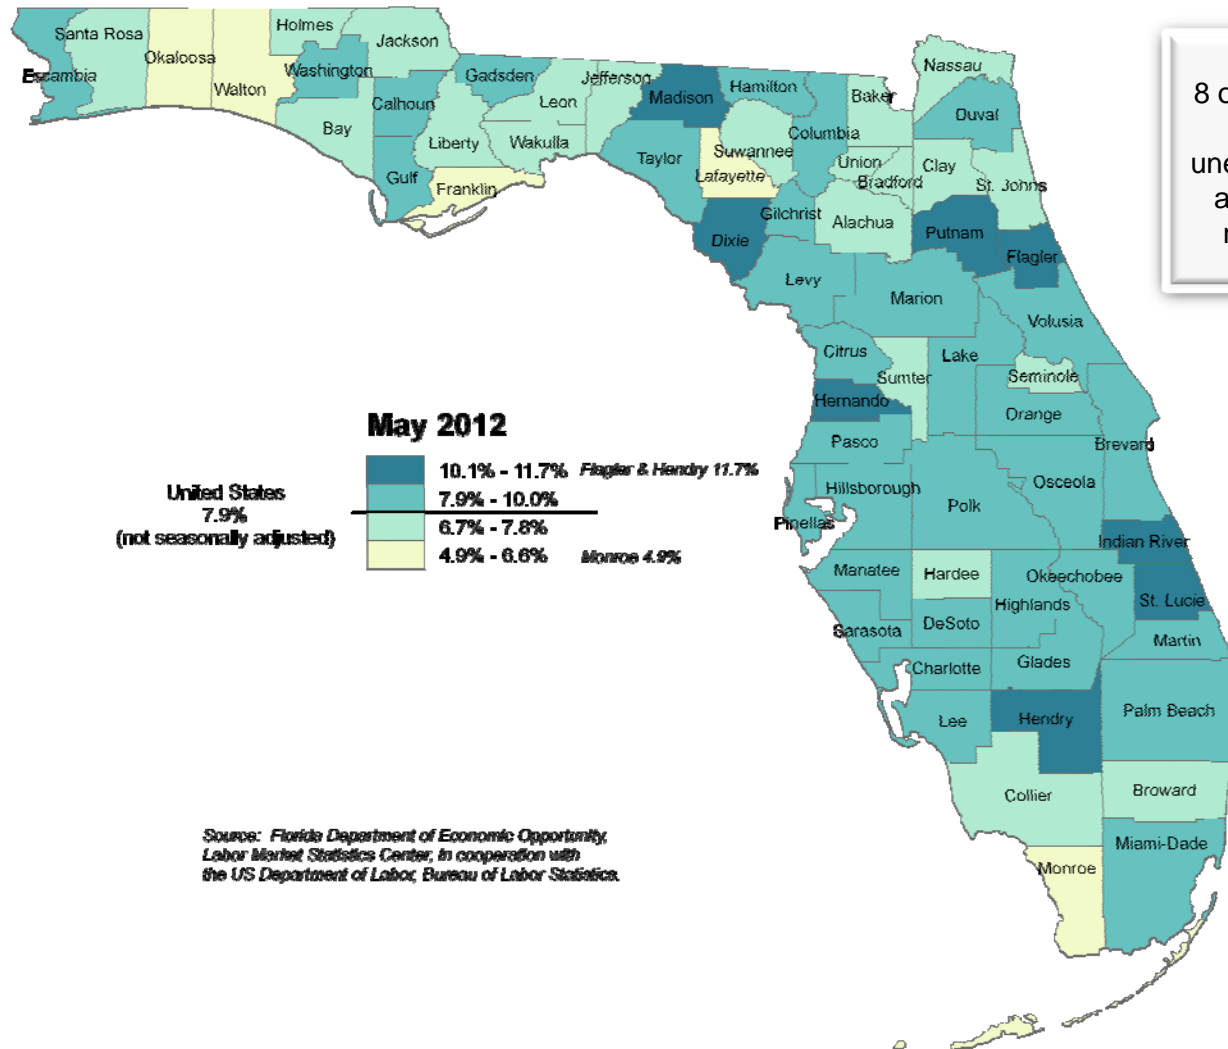 Santa Rosa
Holmes
Jackson
Escambia
Okaloosa
Walton
Washington
Gadsden
Jefferson
Madison
Hamilton
Baker
Nassau
8 c
Calhoun
Leon
Duval
Bay
Liberty
Wakulla
Columbia
Taylor
Suwannee
Lafayette
Union
Bradford
Clay
St. Johns
une
a
Gulf
Franklin
Gilchrist
Alachua
Putnam
Dixie
Flagler
Levy
Marion
Volusia
Citrus
Lake
Sumter
Seminole
Hernando
Orange
Pasco
Brevard
Osceola
Hillsborough
Polk
Pinellas
Indian River
Manatee
Hardee
Okeechobee
Highlands
St. Lucie
Sarasota
DeSoto
Martin
Charlotte
Glades
Lee
Hendry
Palm Beach
Collier
Broward
Miami-Dade
Monroe
May 2012
10.1% - 11.7% Flagler & Hendry 11.7%
7.9% - 10.0%
6.7% - 7.8%
4.9% - 6.6% Monroe 4.9%
United States
7.9%
(not seasonally adjusted)
Source: Florida Department of Economic Opportunity,
Labor Market Statistics Center, in cooperation with
the US Department of Labor, Bureau of Labor Statistics.